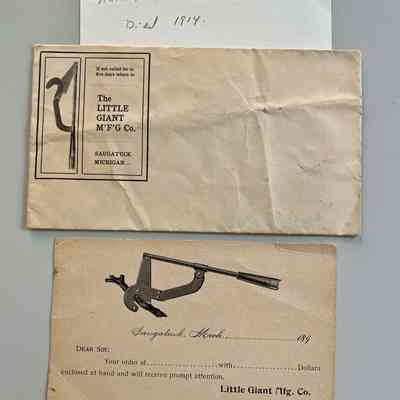 Died 1914.
If not called for in
five days return to
The
LITTLE
GIANT
M'F'G Co.
SAUGATUCK
MICHIGAN...
Saugatuck, Mich. 189
DEAR SIR:
Your order at with Dollars
enclosed at hand and will receive prompt attention.
Little Giant Mfg. Co.